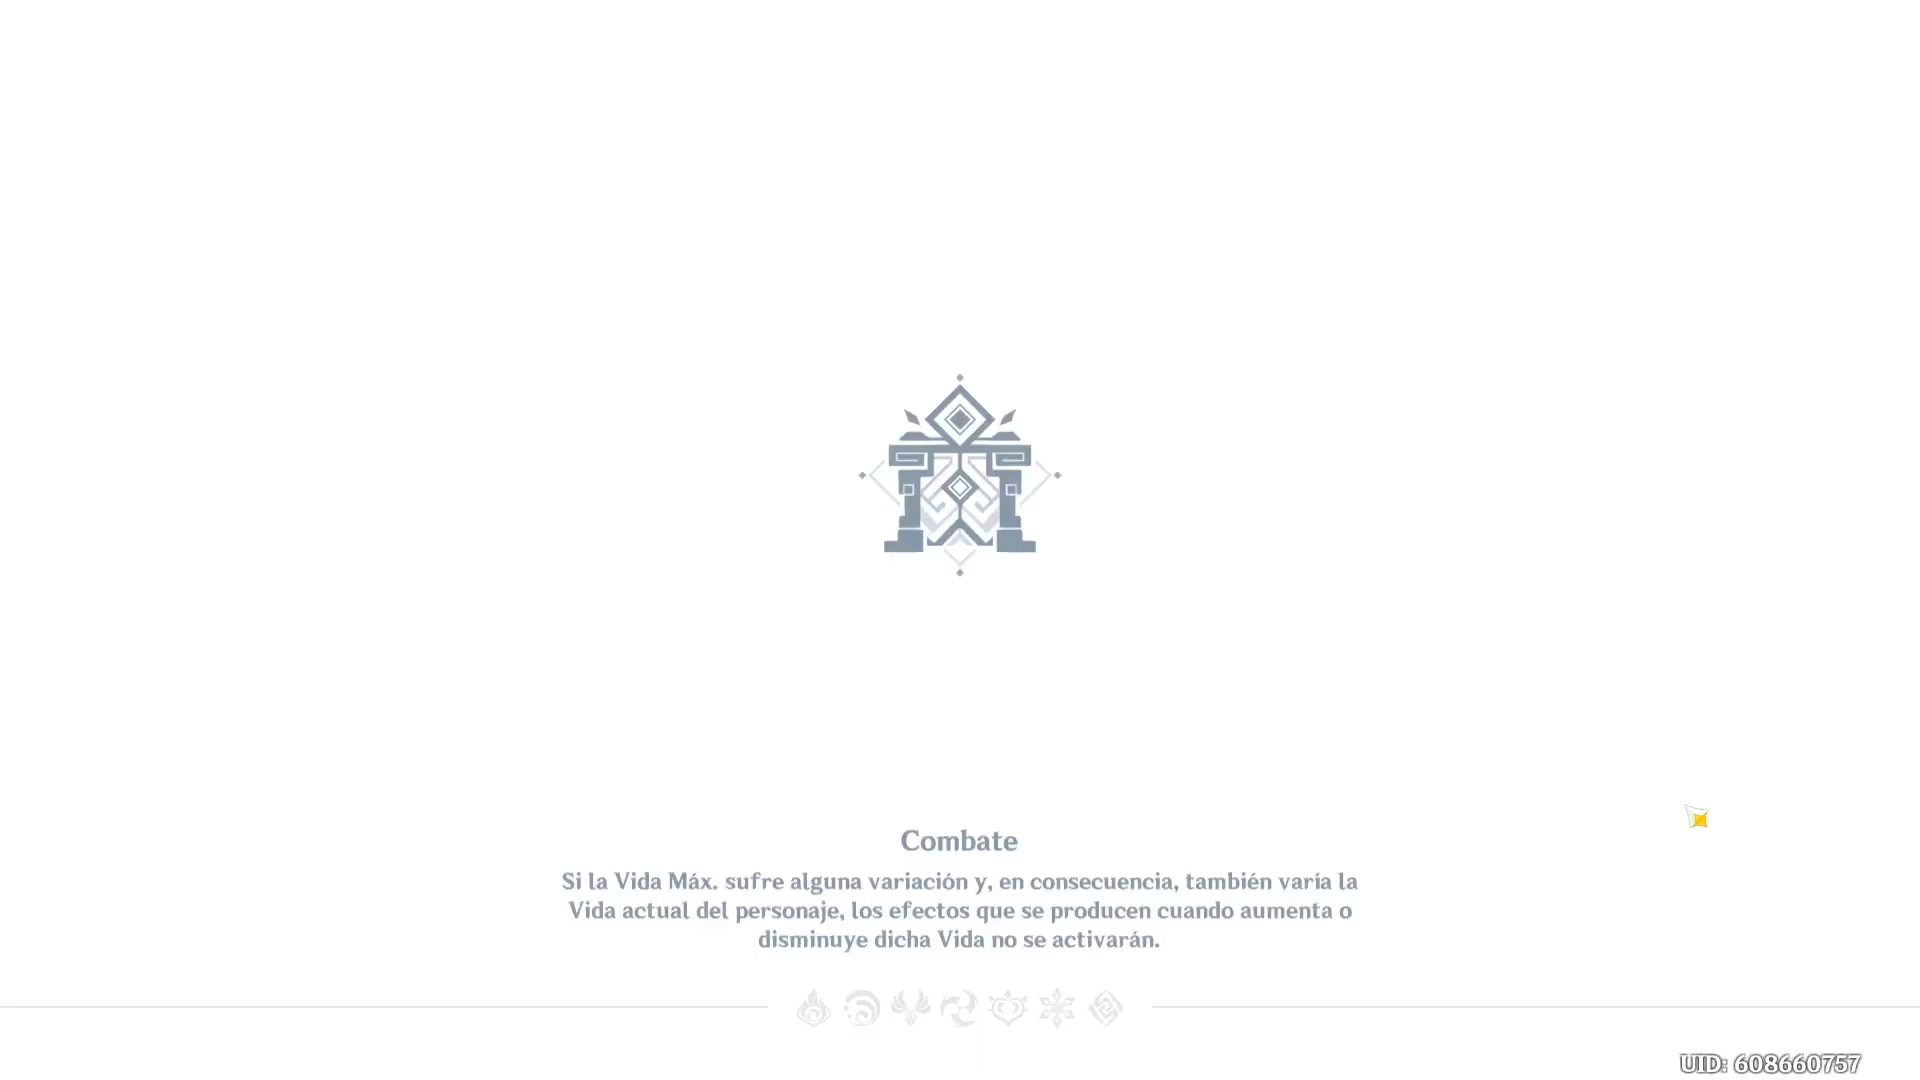 Combate
Si la Vida Máx. sufre alguna variación y, en consecuencia, también varía la
Vida actual del personaje, los efectos que se producen cuando aumenta o
disminuye dicha Vida no se activarán.
UID: 608660757